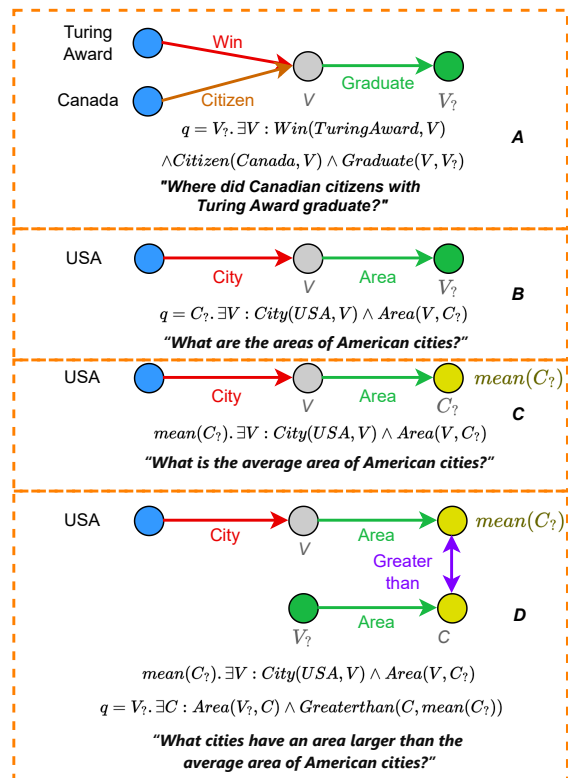 Turing Award
Win
Canada
Citizen
V
Graduate
V?
A
q = V?.∃V : Win(TuringAward, V)
∧Citizen(Canada, V) ∧ Graduate(V, V?)
"Where did Canadian citizens with
Turing Award graduate?"
USA
City
V
Area
V?
B
q = C?.∃V : City(USA, V) ∧ Area(V, C?)
“What are the areas of American cities?”
USA
City
V
Area
C?
mean(C?)
C
mean(C?).∃V : City(USA, V) ∧ Area(V, C?)
“What is the average area of American cities?”
USA
City
V
Area
mean(C?)
Greater than
V?
Area
C
D
mean(C?).∃V : City(USA, V) ∧ Area(V, C?)
q = V?.∃C : Area(V?, C) ∧ Greaterthan(C, mean(C?))
“What cities have an area larger than the
average area of American cities?”